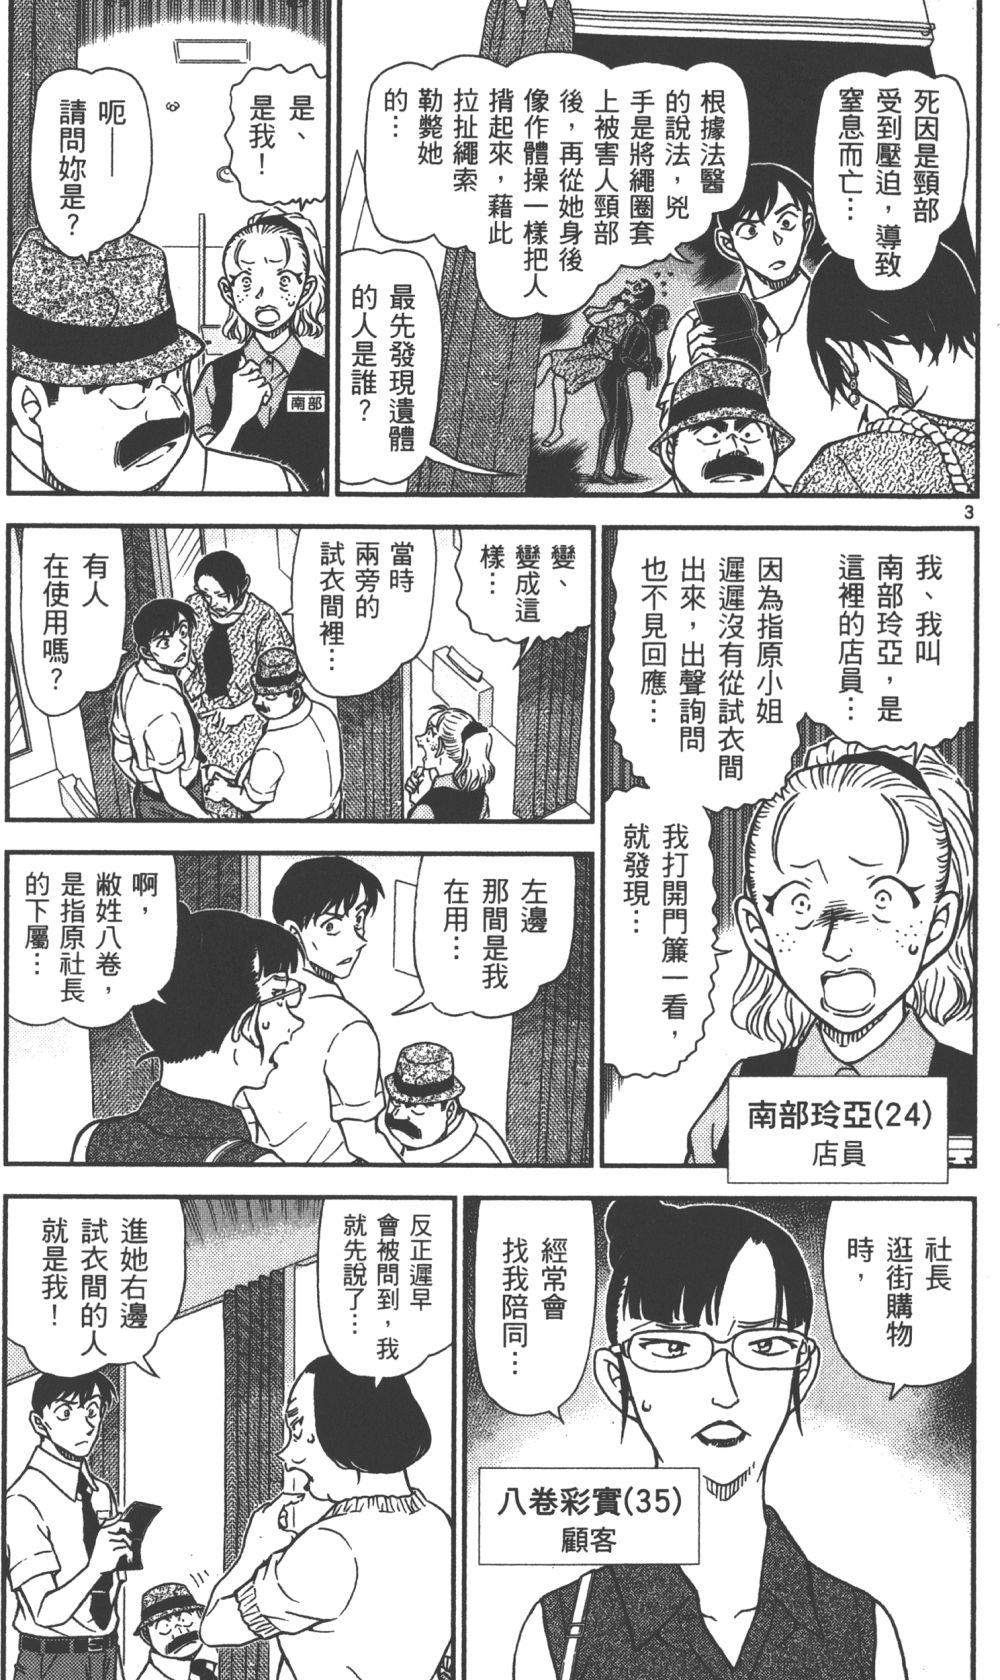 死因是頸部
受到壓迫，導致
窒息而亡…
根據法醫
的說法，兇
手是將繩圈套
上被害人頸部
後，再從她身後
像作體操一樣把人
揹起來，藉此
拉扯繩索
勒斃她
的…
最先發現遺體
的人是誰？
是、
是我！
呃——
請問妳是？
南部
3
我、我叫
南部玲亞，是
這裡的店員…
因為指原小姐
遲遲沒有從試衣間
出來，出聲詢問
也不見回應…
我打開門簾一看，
就發現…
南部玲亞(24)
店員
變、
變成這
樣…
當時
兩旁的
試衣間裡…
有人
在使用嗎？
左邊
那間是我
在用…
啊，
敝姓八卷，
是指原社長
的下屬…
社長
逛街購物
時，
經常會
找我陪同…
八卷彩實(35)
顧客
反正遲早
會被問到，我
就先說了…
進她右邊
試衣間的人
就是我！